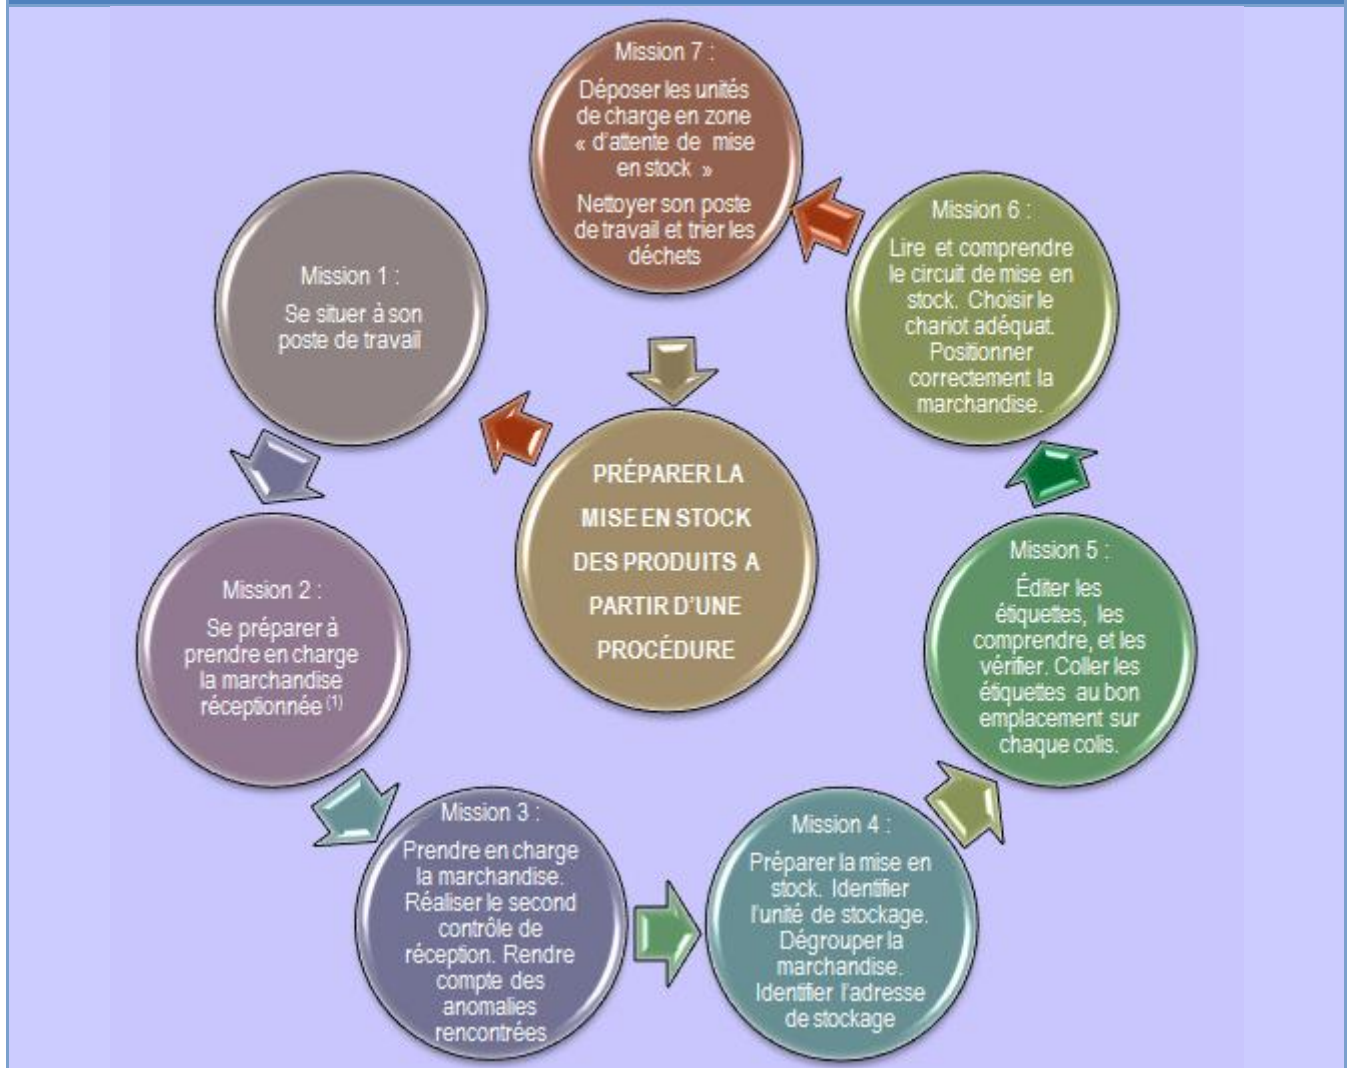 Mission 7 :
Déposer les unités
de charge en zone
« d'attente de mise
en stock »
Nettoyer son poste
de travail et trier les
déchets
Mission 1 :
Se situer à son
poste de travail
Mission 6 :
Lire et comprendre
le circuit de mise en
stock. Choisir le
chariot adéquat.
Positionner
correctement la
marchandise.
PRÉPARER LA
MISE EN STOCK
DES PRODUITS A
PARTIR D'UNE
PROCÉDURE
Mission 2 :
Se préparer à
prendre en charge
la marchandise
réceptionnée (1)
Mission 5 :
Éditer les
étiquettes, les
comprendre, et les
vérifier. Coller les
étiquettes au bon
emplacement sur
chaque colis.
Mission 3 :
Prendre en charge
la marchandise.
Réaliser le second
contrôle de
réception. Rendre
compte des
anomalies
rencontrées
Mission 4 :
Préparer la mise en
stock. Identifier
l'unité de stockage.
Dégrouper la
marchandise.
Identifier l'adresse
de stockage